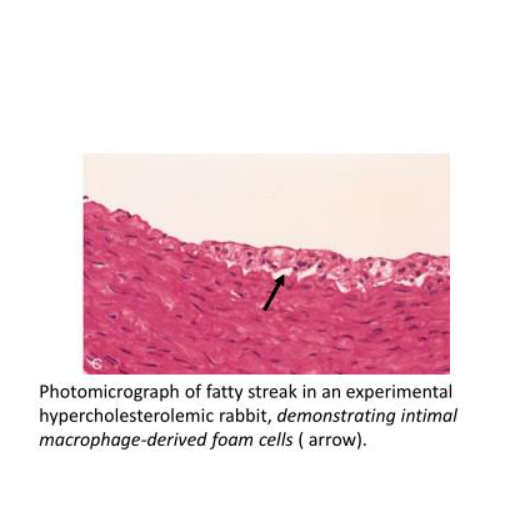 C
Photomicrograph of fatty streak in an experimental
hypercholesterolemic rabbit, demonstrating intimal
macrophage-derived foam cells ( arrow).